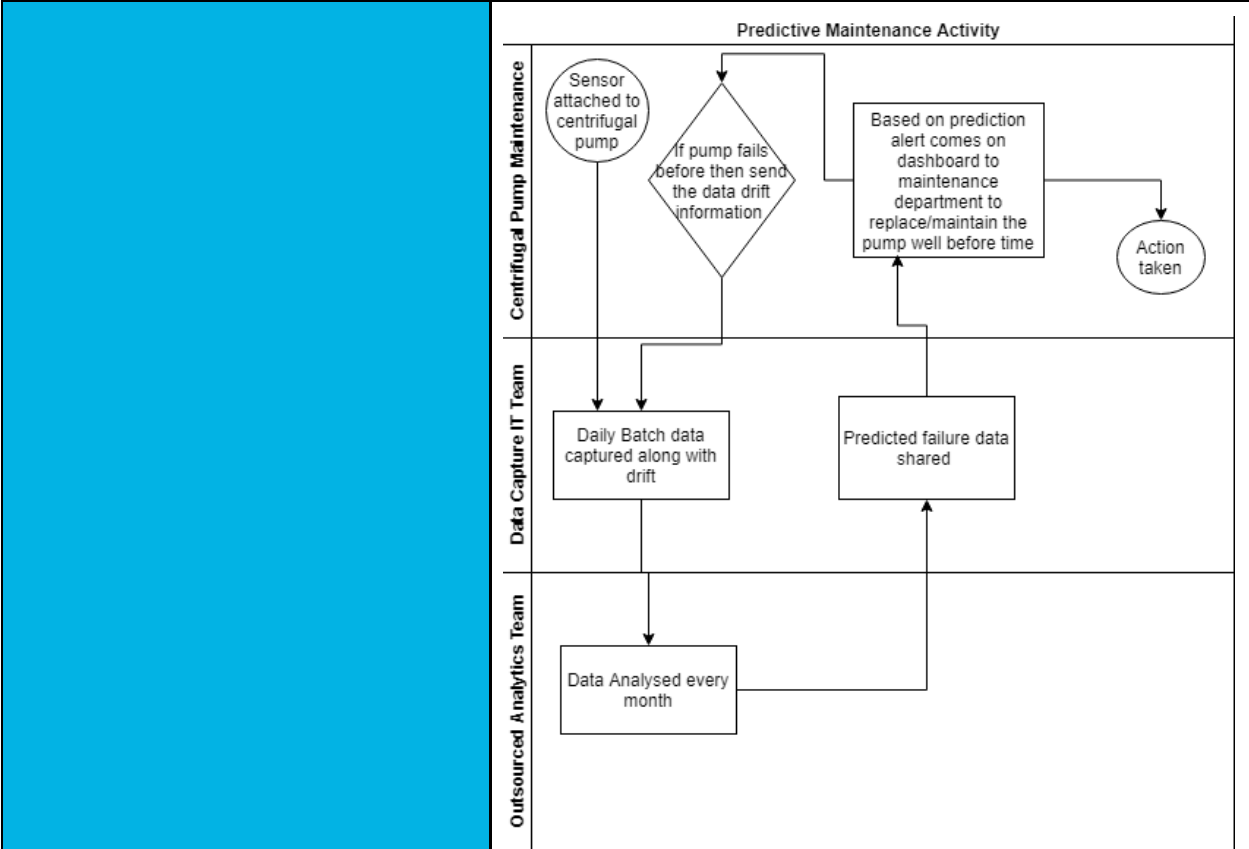 Predictive Maintenance Activity
Centrifugal Pump Maintenance
Sensor
attached to
centrifugal
pump
If pump fails
before then send
the data drift
information
Based on prediction
alert comes on
dashboard to
maintenance
department to
replace/maintain the
pump well before time
Action
taken
Data Capture IT Team
Daily Batch data
captured along with
drift
Predicted failure data
shared
Outsourced Analytics Team
Data Analysed every
month